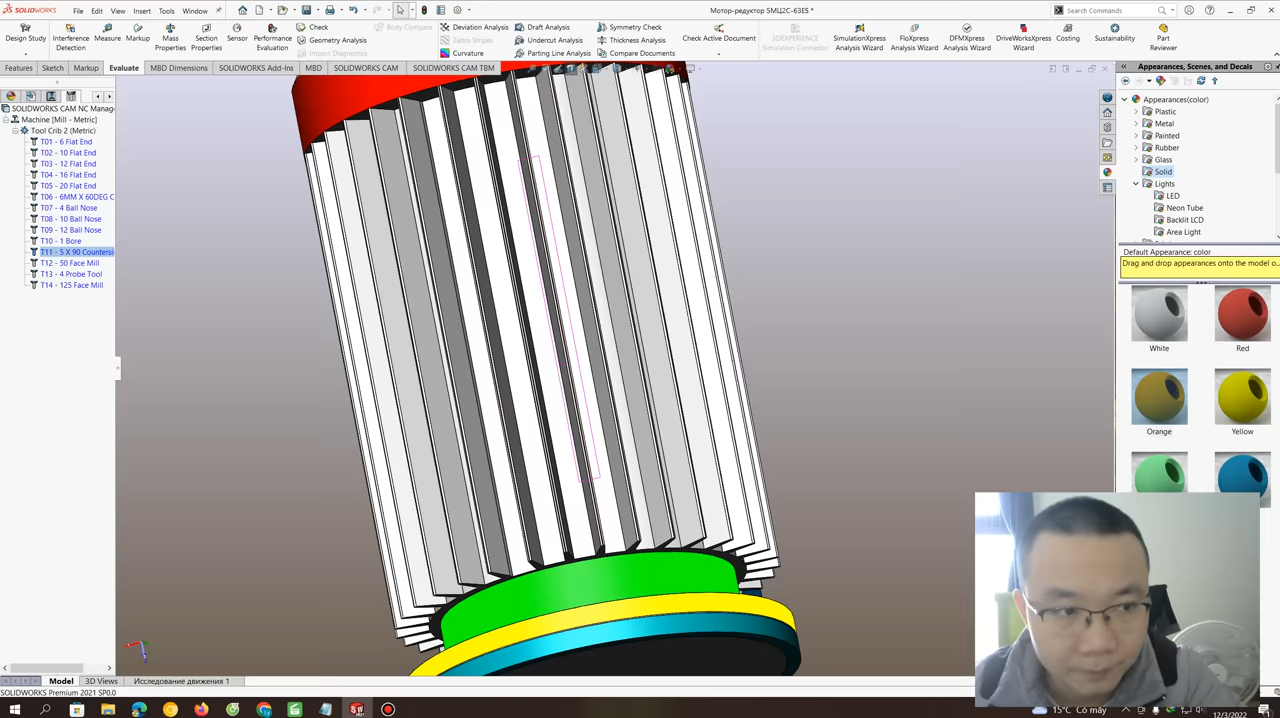 SOLIDWORKS
File Edit View Insert Tools Window
Мотор-редуктор 5МЦ2С-63ES *
Search Commands
Design Study
Interference Detection
Measure
Markup
Mass Properties
Section Properties
Sensor
Performance Evaluation
Check
Geometry Analysis
Import Diagnostics
Body Compare
Deviation Analysis
Zebra Stripes
Curvature
Draft Analysis
Undercut Analysis
Parting Line Analysis
Symmetry Check
Thickness Analysis
Compare Documents
Check Active Document
3DEXPERIENCE Simulation Connector
SimulationXpress Analysis Wizard
FloXpress Analysis Wizard
DFMXpress Analysis Wizard
DriveWorksXpress Wizard
Costing
Sustainability
Part Reviewer
Features Sketch Markup Evaluate MBD Dimensions SOLIDWORKS Add-Ins MBD SOLIDWORKS CAM SOLIDWORKS CAM TBM
SOLIDWORKS CAM NC Manag
Machine [Mill - Metric]
Tool Crib 2 (Metric)
T01 - 6 Flat End
T02 - 10 Flat End
T03 - 12 Flat End
T04 - 16 Flat End
T05 - 20 Flat End
T06 - 6MM X 60DEG C
T07 - 4 Ball Nose
T08 - 10 Ball Nose
T09 - 12 Ball Nose
T10 - 1 Bore
T11 - 5 X 90 Countersi
T12 - 50 Face Mill
T13 - 4 Probe Tool
T14 - 125 Face Mill
Appearances, Scenes, and Decals
Appearances(color)
Plastic
Metal
Painted
Rubber
Glass
Solid
Lights
LED
Neon Tube
Backlit LCD
Area Light
Default Appearance: color
Drag and drop appearances onto the model o...
White Red
Orange Yellow
Model 3D Views Исследование движения 1
SOLIDWORKS Premium 2021 SP0.0
15°C Có mây
12/3/2022